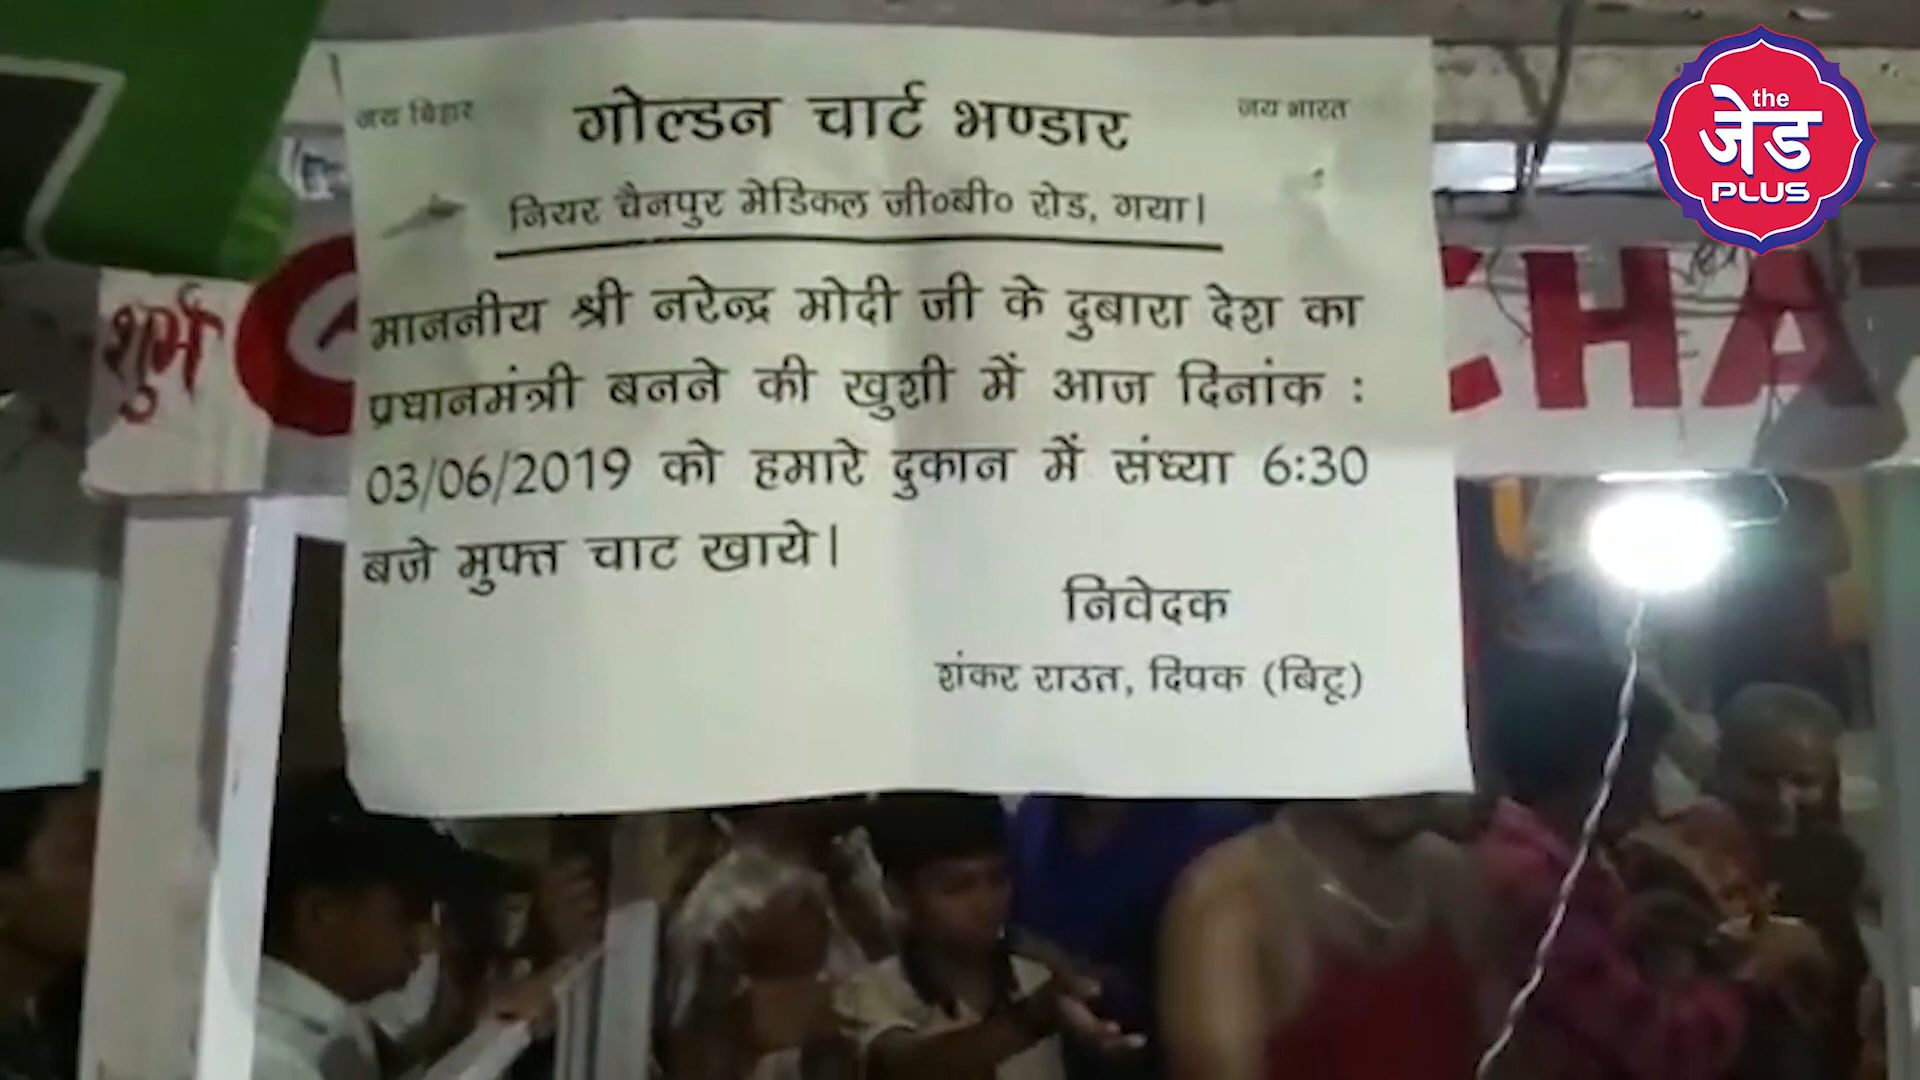 जय बिहार
गोल्डन चार्ट भण्डार
जय भारत
नियर चैनपुर मेडिकल जी०बी० रोड, गया।
माननीय श्री नरेन्द्र मोदी जी के दुबारा देश का
प्रधानमंत्री बनने की खुशी में आज दिनांक :
03/06/2019 को हमारे दुकान में संध्या 6:30
बजे मुफ्त चाट खाये।
निवेदक
शंकर राउत, दिपक (बिटू)
the
जेड
PLUS
शुभ
CHA